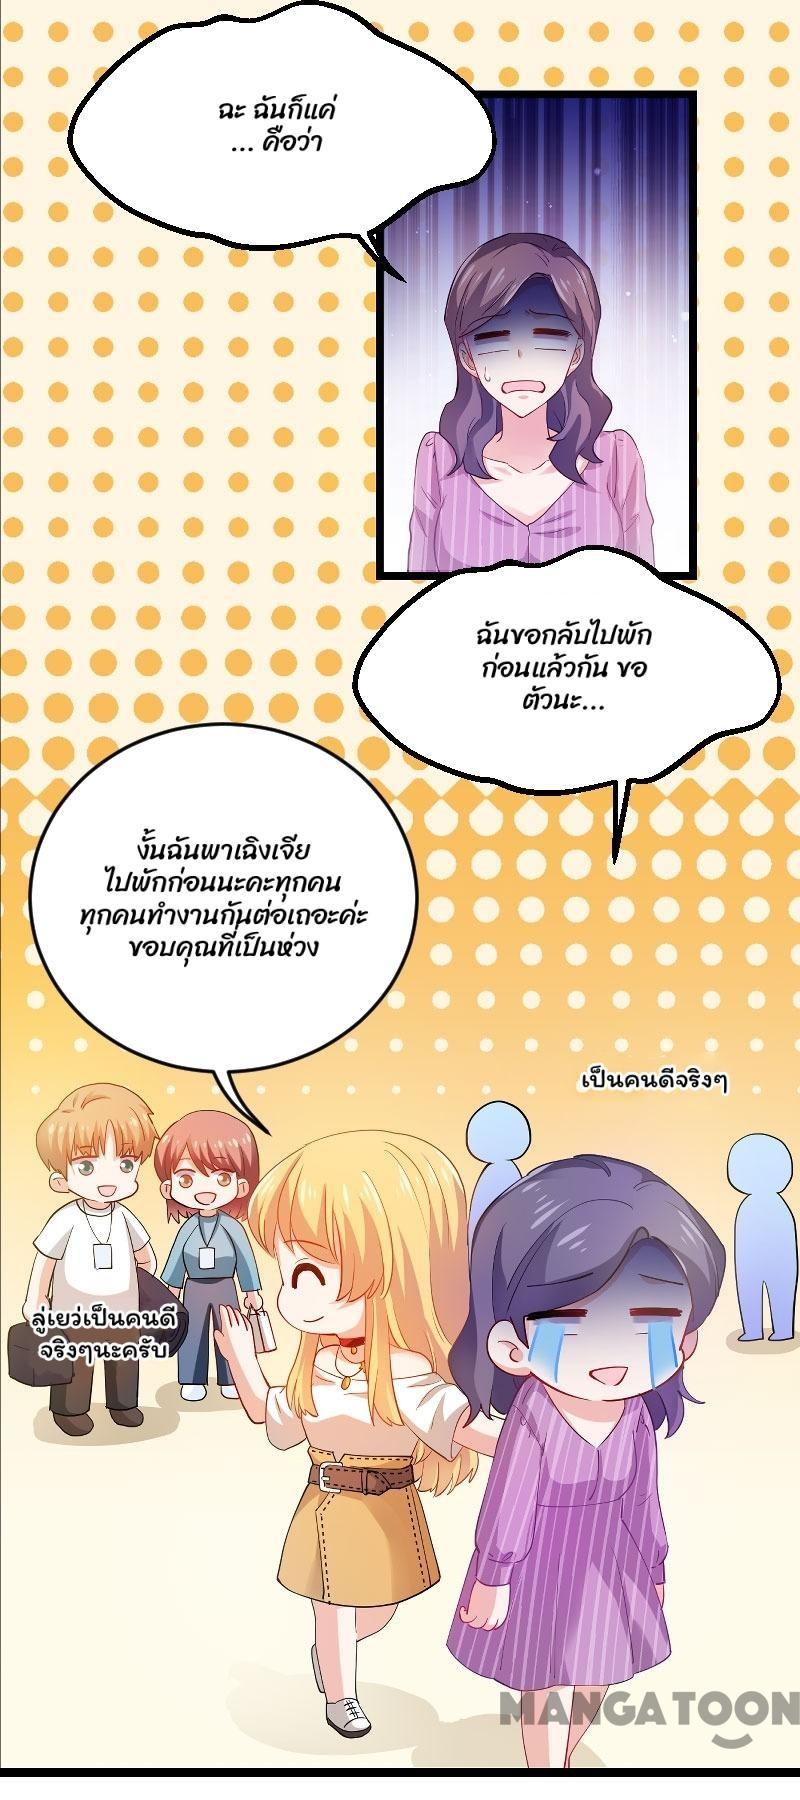 ฉะ ฉันก็แค่
... คือว่า
ฉันขอกลับไปพัก
ก่อนแล้วกัน ขอ
ตัวนะ...
งั้นฉันพาเฉิงเจีย
ไปพักก่อนนะคะทุกคน
ทุกคนทำงานกันต่อเถอะค่ะ
ขอบคุณที่เป็นห่วง
เป็นคนดีจริงๆ
ลู่เยว่เป็นคนดี
จริงๆนะครับ
MANGATOON